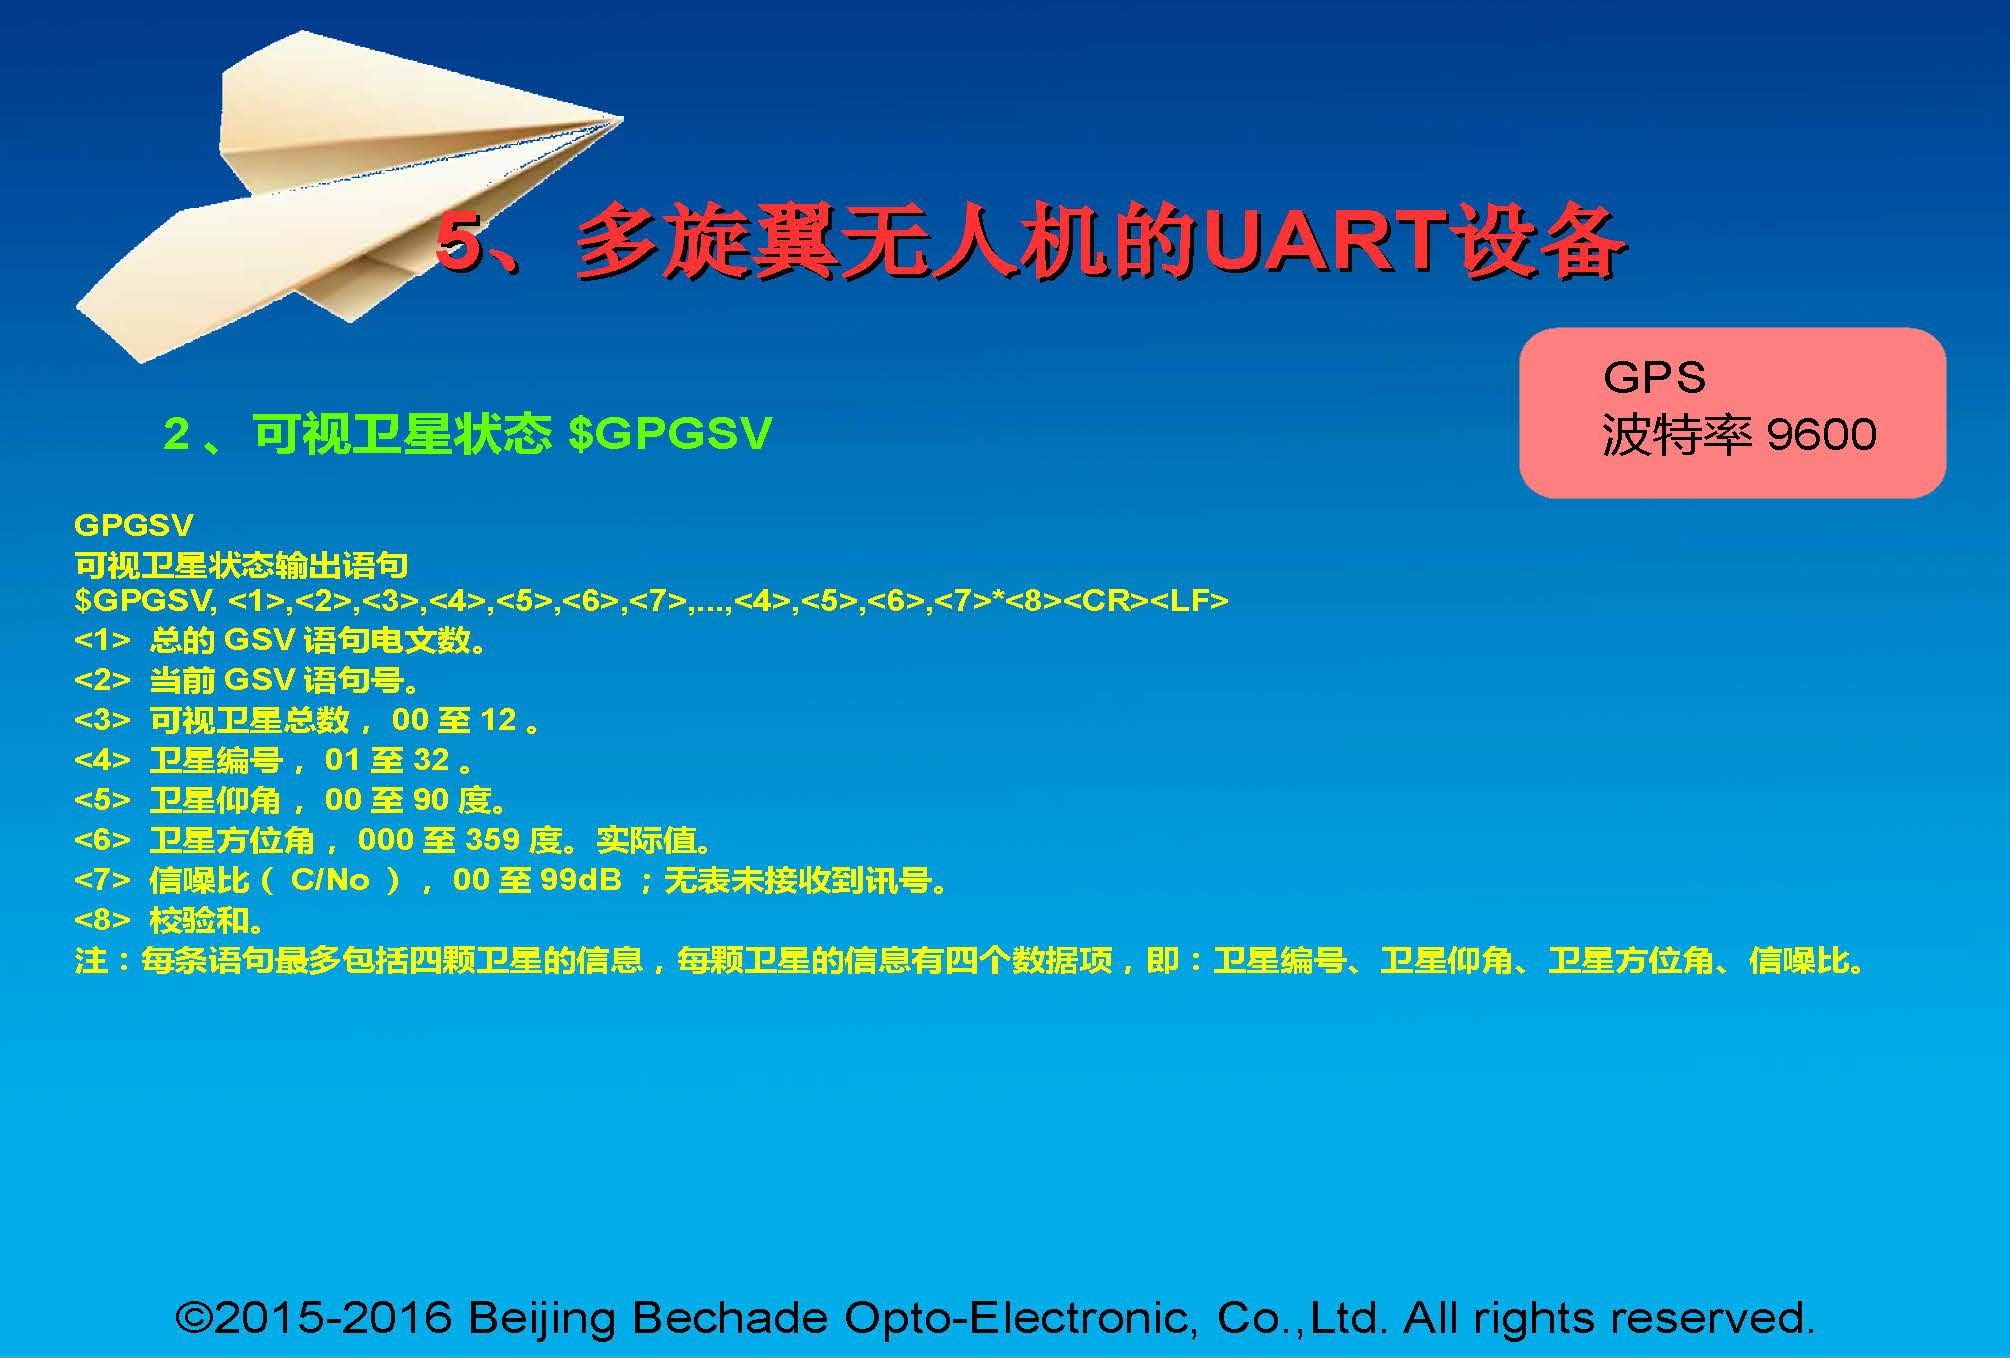 5、多旋翼无人机的UART设备
GPS
波特率 9600
2 、可视卫星状态 $GPGSV
GPGSV
可视卫星状态输出语句
$GPGSV, <1>,<2>,<3>,<4>,<5>,<6>,<7>,...,<4>,<5>,<6>,<7>*<8><CR><LF>
<1> 总的 GSV 语句电文数。
<2> 当前 GSV 语句号。
<3> 可视卫星总数， 00 至 12 。
<4> 卫星编号， 01 至 32 。
<5> 卫星仰角， 00 至 90 度。
<6> 卫星方位角， 000 至 359 度。实际值。
<7> 信噪比（ C/No ）， 00 至 99dB ；无表未接收到讯号。
<8> 校验和。
注：每条语句最多包括四颗卫星的信息，每颗卫星的信息有四个数据项，即：卫星编号、卫星仰角、卫星方位角、信噪比。
©2015-2016 Beijing Bechade Opto-Electronic, Co.,Ltd. All rights reserved.